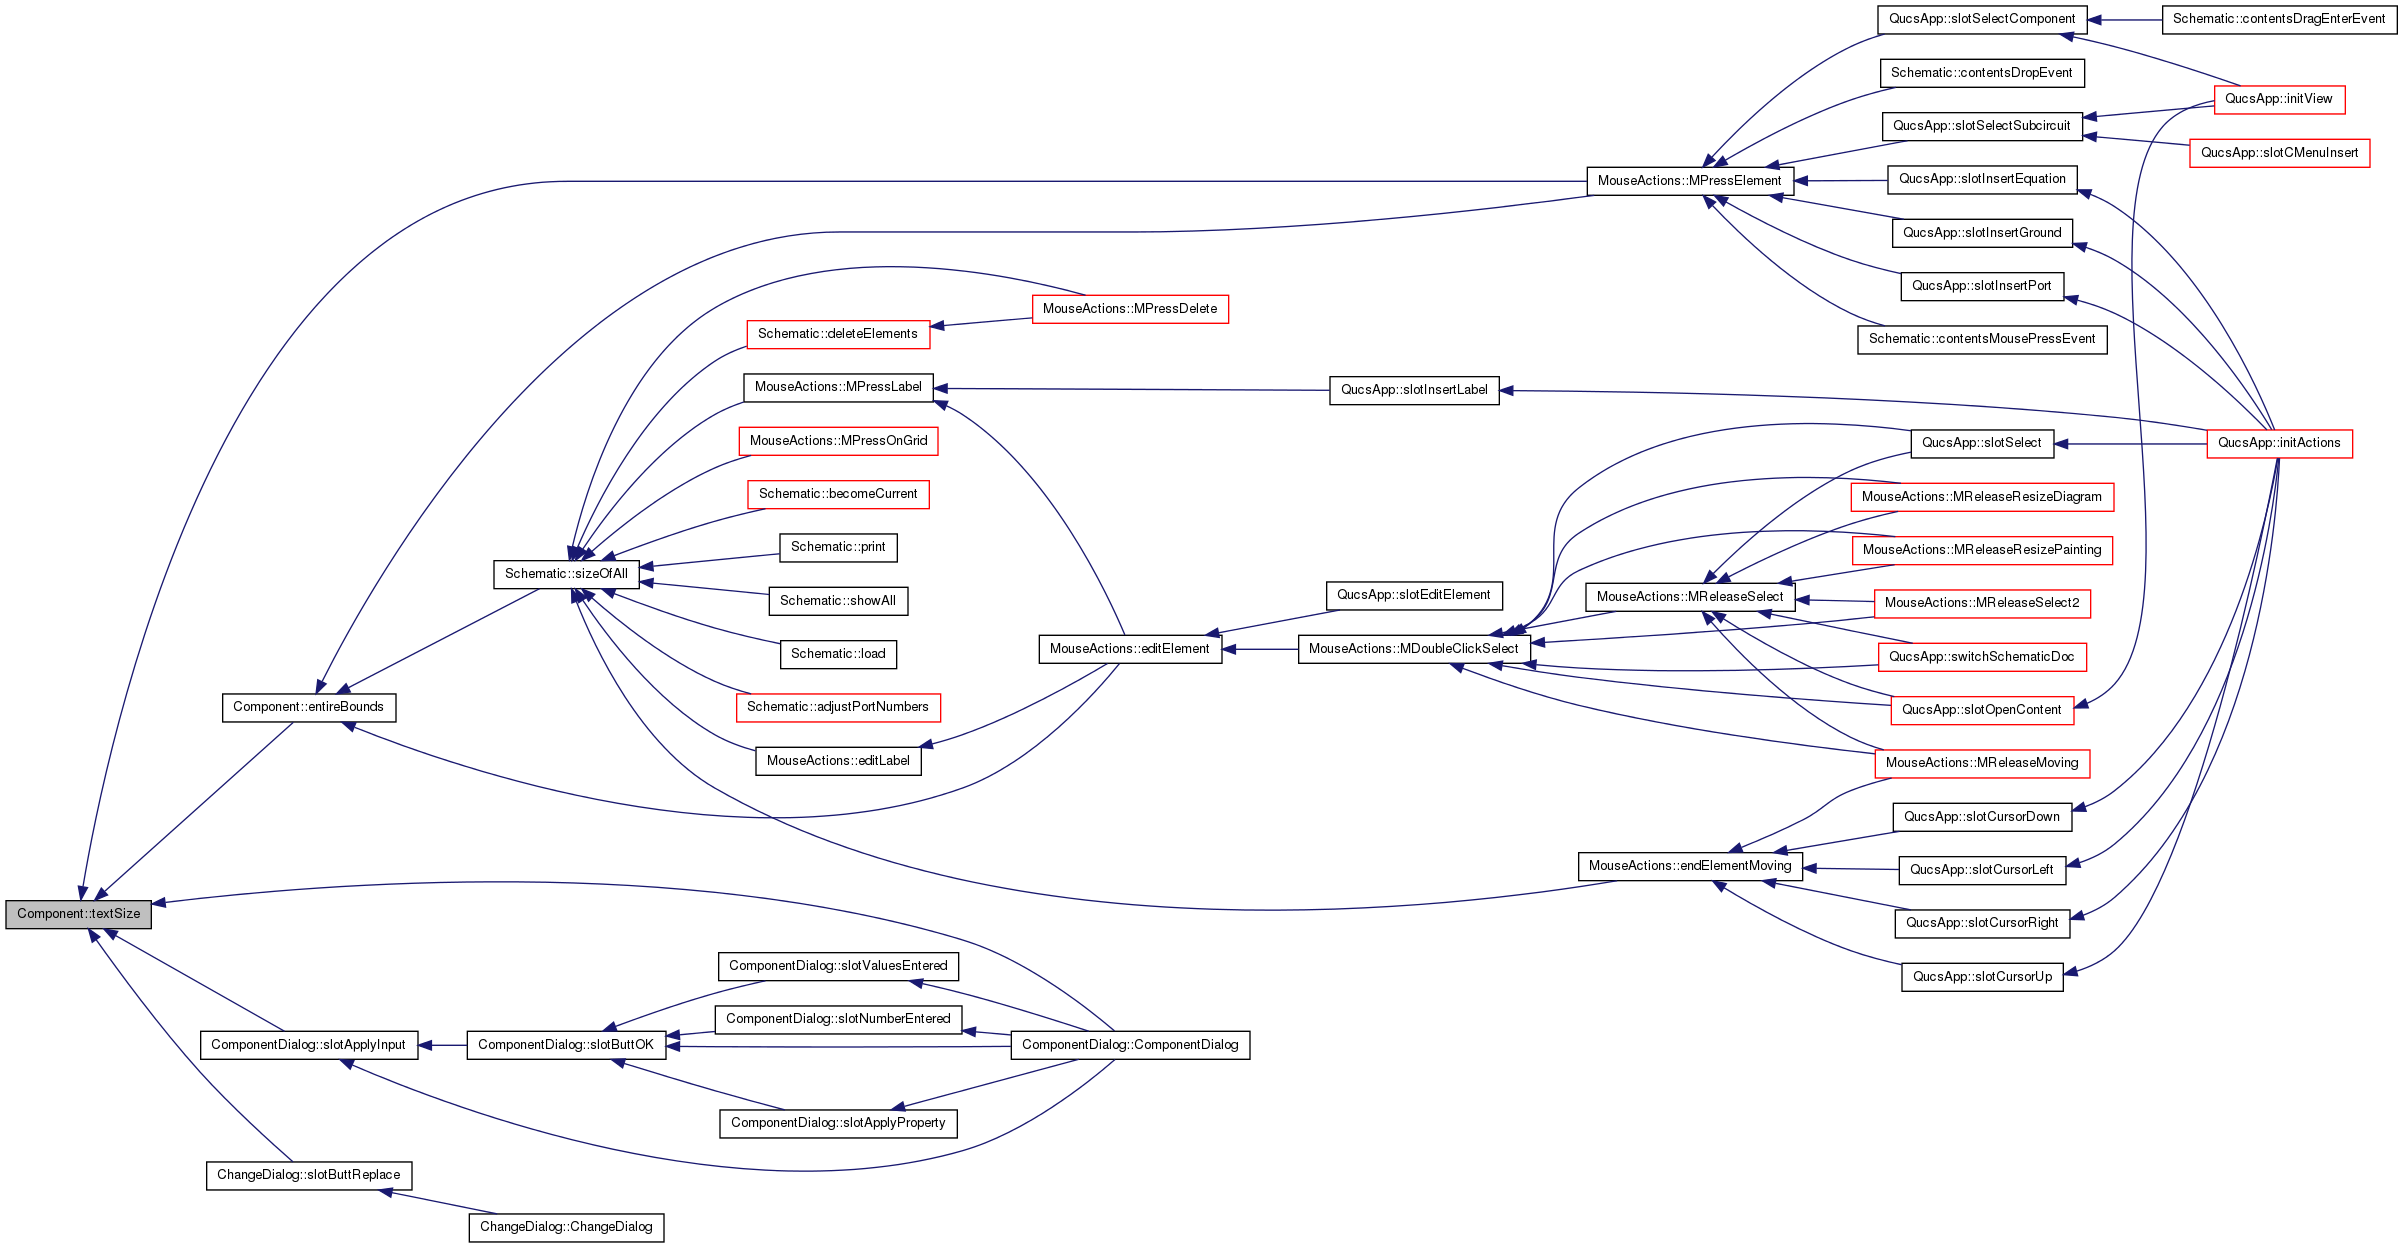 QucsApp::slotSelectComponent
Schematic::contentsDragEnterEvent
Schematic::contentsDropEvent
QucsApp::initView
QucsApp::slotSelectSubcircuit
QucsApp::slotCMenuInsert
MouseActions::MPressElement
QucsApp::slotInsertEquation
QucsApp::slotInsertGround
QucsApp::slotInsertPort
MouseActions::MPressDelete
Schematic::deleteElements
Schematic::contentsMousePressEvent
MouseActions::MPressLabel
QucsApp::slotInsertLabel
MouseActions::MPressOnGrid
QucsApp::slotSelect
QucsApp::initActions
Schematic::becomeCurrent
MouseActions::MReleaseResizeDiagram
Schematic::print
MouseActions::MReleaseResizePainting
Schematic::sizeOfAll
Schematic::showAll
QucsApp::slotEditElement
MouseActions::MReleaseSelect
MouseActions::MReleaseSelect2
Schematic::load
MouseActions::editElement
MouseActions::MDoubleClickSelect
QucsApp::switchSchematicDoc
Component::entireBounds
Schematic::adjustPortNumbers
QucsApp::slotOpenContent
MouseActions::editLabel
MouseActions::MReleaseMoving
QucsApp::slotCursorDown
MouseActions::endElementMoving
QucsApp::slotCursorLeft
Component::textSize
QucsApp::slotCursorRight
ComponentDialog::slotValuesEntered
QucsApp::slotCursorUp
ComponentDialog::slotNumberEntered
ComponentDialog::slotApplyInput
ComponentDialog::slotButtOK
ComponentDialog::ComponentDialog
ComponentDialog::slotApplyProperty
ChangeDialog::slotButtReplace
ChangeDialog::ChangeDialog